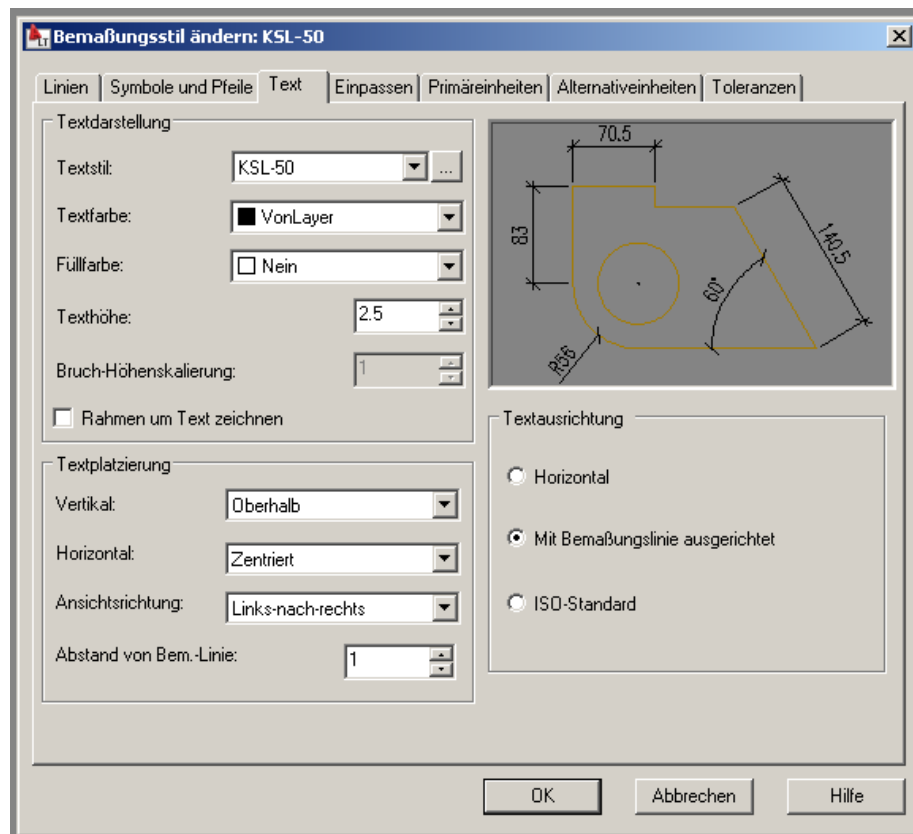 LT Bemaßungsstil ändern: KSL-50
Linien Symbole und Pfeile Text Einpassen Primäreinheiten Alternativeinheiten Toleranzen
Textdarstellung
Textstil: KSL-50 ...
Textfarbe: VonLayer
Füllfarbe: Nein
Texthöhe: 2.5
Bruch-Höhenskalierung: 1
Rahmen um Text zeichnen
Textplatzierung
Vertikal: Oberhalb
Horizontal: Zentriert
Ansichtsrichtung: Links-nach-rechts
Abstand von Bem.-Linie: 1
70.5
83
140.5
60°
R56
Textausrichtung
Horizontal
Mit Bemaßungslinie ausgerichtet
ISO-Standard
OK Abbrechen Hilfe